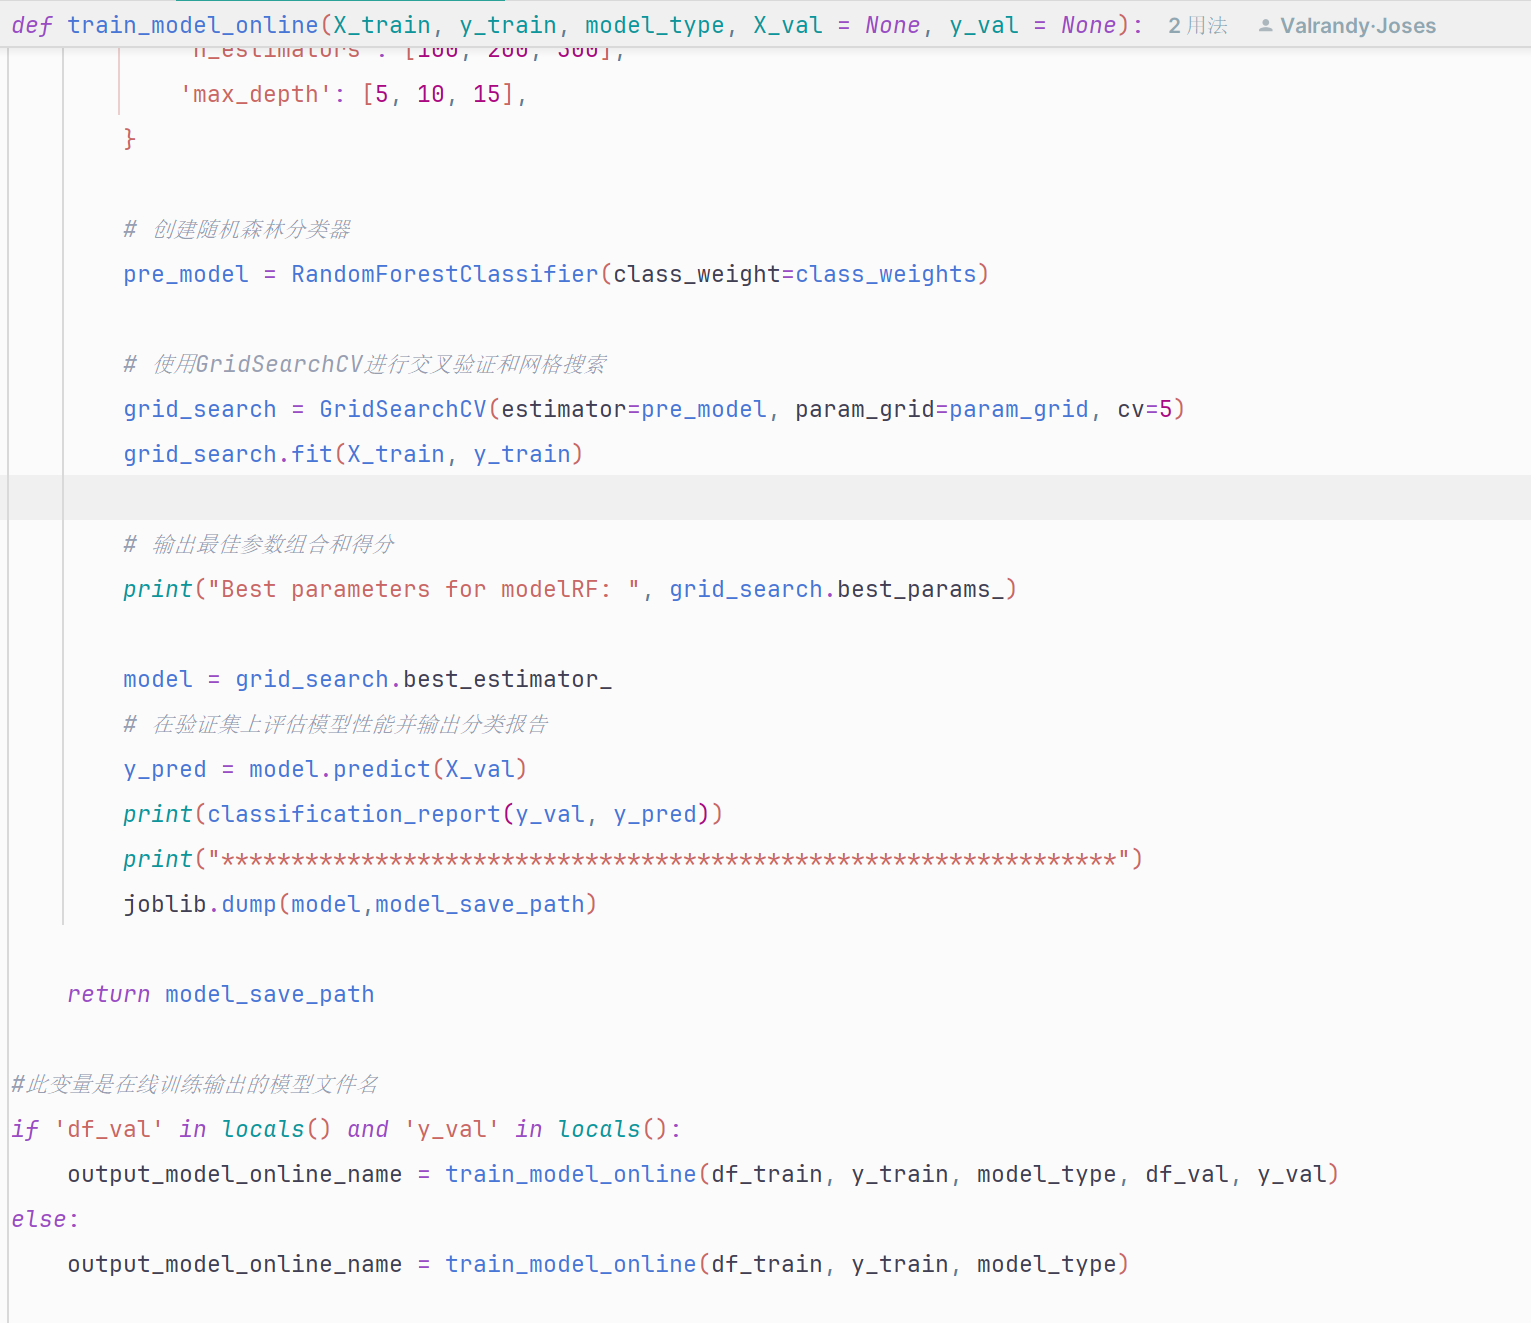 def train_model_online(X_train, y_train, model_type, X_val = None, y_val = None): 2 用法 Valrandy·Joses
'n_estimators': [100, 200, 300],
'max_depth': [5, 10, 15],
}
# 创建随机森林分类器
pre_model = RandomForestClassifier(class_weight=class_weights)
# 使用GridSearchCV进行交叉验证和网格搜索
grid_search = GridSearchCV(estimator=pre_model, param_grid=param_grid, cv=5)
grid_search.fit(X_train, y_train)
# 输出最佳参数组合和得分
print("Best parameters for modelRF: ", grid_search.best_params_)
model = grid_search.best_estimator_
# 在验证集上评估模型性能并输出分类报告
y_pred = model.predict(X_val)
print(classification_report(y_val, y_pred))
print("****************************************************************")
joblib.dump(model,model_save_path)
return model_save_path
#此变量是在线训练输出的模型文件名
if 'df_val' in locals() and 'y_val' in locals():
output_model_online_name = train_model_online(df_train, y_train, model_type, df_val, y_val)
else:
output_model_online_name = train_model_online(df_train, y_train, model_type)